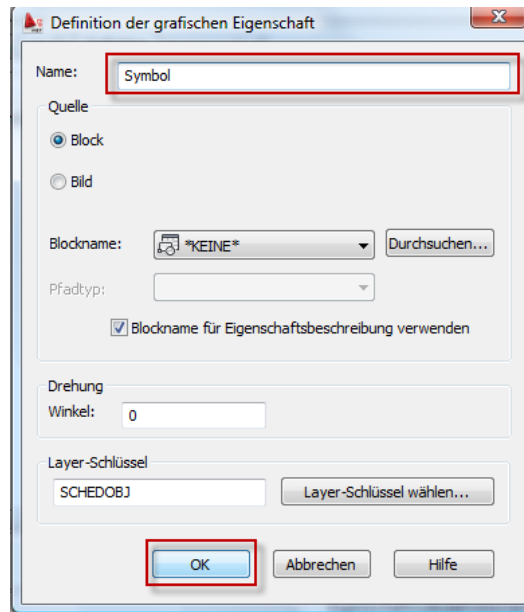 Definition der grafischen Eigenschaft
Name: Symbol
Quelle
Block
Bild
Blockname: *KEINE* Durchsuchen...
Pfadtyp:
Blockname für Eigenschaftsbeschreibung verwenden
Drehung
Winkel: 0
Layer-Schlüssel
SCHEDOBJ Layer-Schlüssel wählen...
OK Abbrechen Hilfe